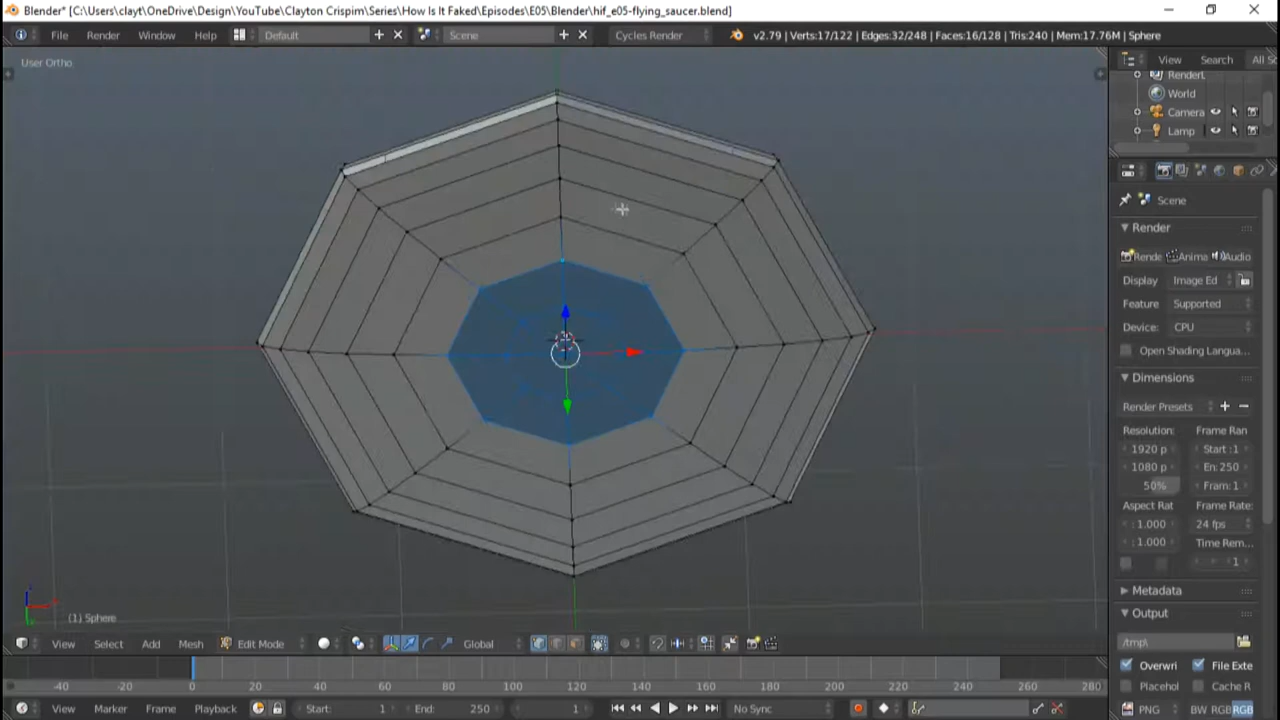 Blender* [C:\Users\clayt\OneDrive\Design\YouTube\Clayton Crispim\Series\How Is It Faked\Episodes\E05\Blender\hif_e05-flying_saucer.blend]
File Render Window Help Default Scene Cycles Render v2.79 | Verts:17/122 | Edges:32/248 | Faces:16/128 | Tris:240 | Mem:17.76M | Sphere
User Ortho
View Search All S
RenderL
World
Camera
Lamp
Scene
Render
Rende Anima Audio
Display Image Ed
Feature Supported
Device: CPU
Open Shading Langua...
Dimensions
Render Presets
Resolution: Frame Ran
1920 p Start :1
1080 p En: 250
50% Fram: 1
Aspect Rat Frame Rate:
: 1.000 24 fps
: 1.000 Time Rem...
: 1
Metadata
Output
/tmp\
Overwri File Exte
Placehol Cache R
PNG BW RGB RGB
(1) Sphere
View Select Add Mesh Edit Mode Global
-40 -20 0 20 40 60 80 100 120 140 160 180 200 220 240 260 280
View Marker Frame Playback Start: 1 End: 250 1 No Sync